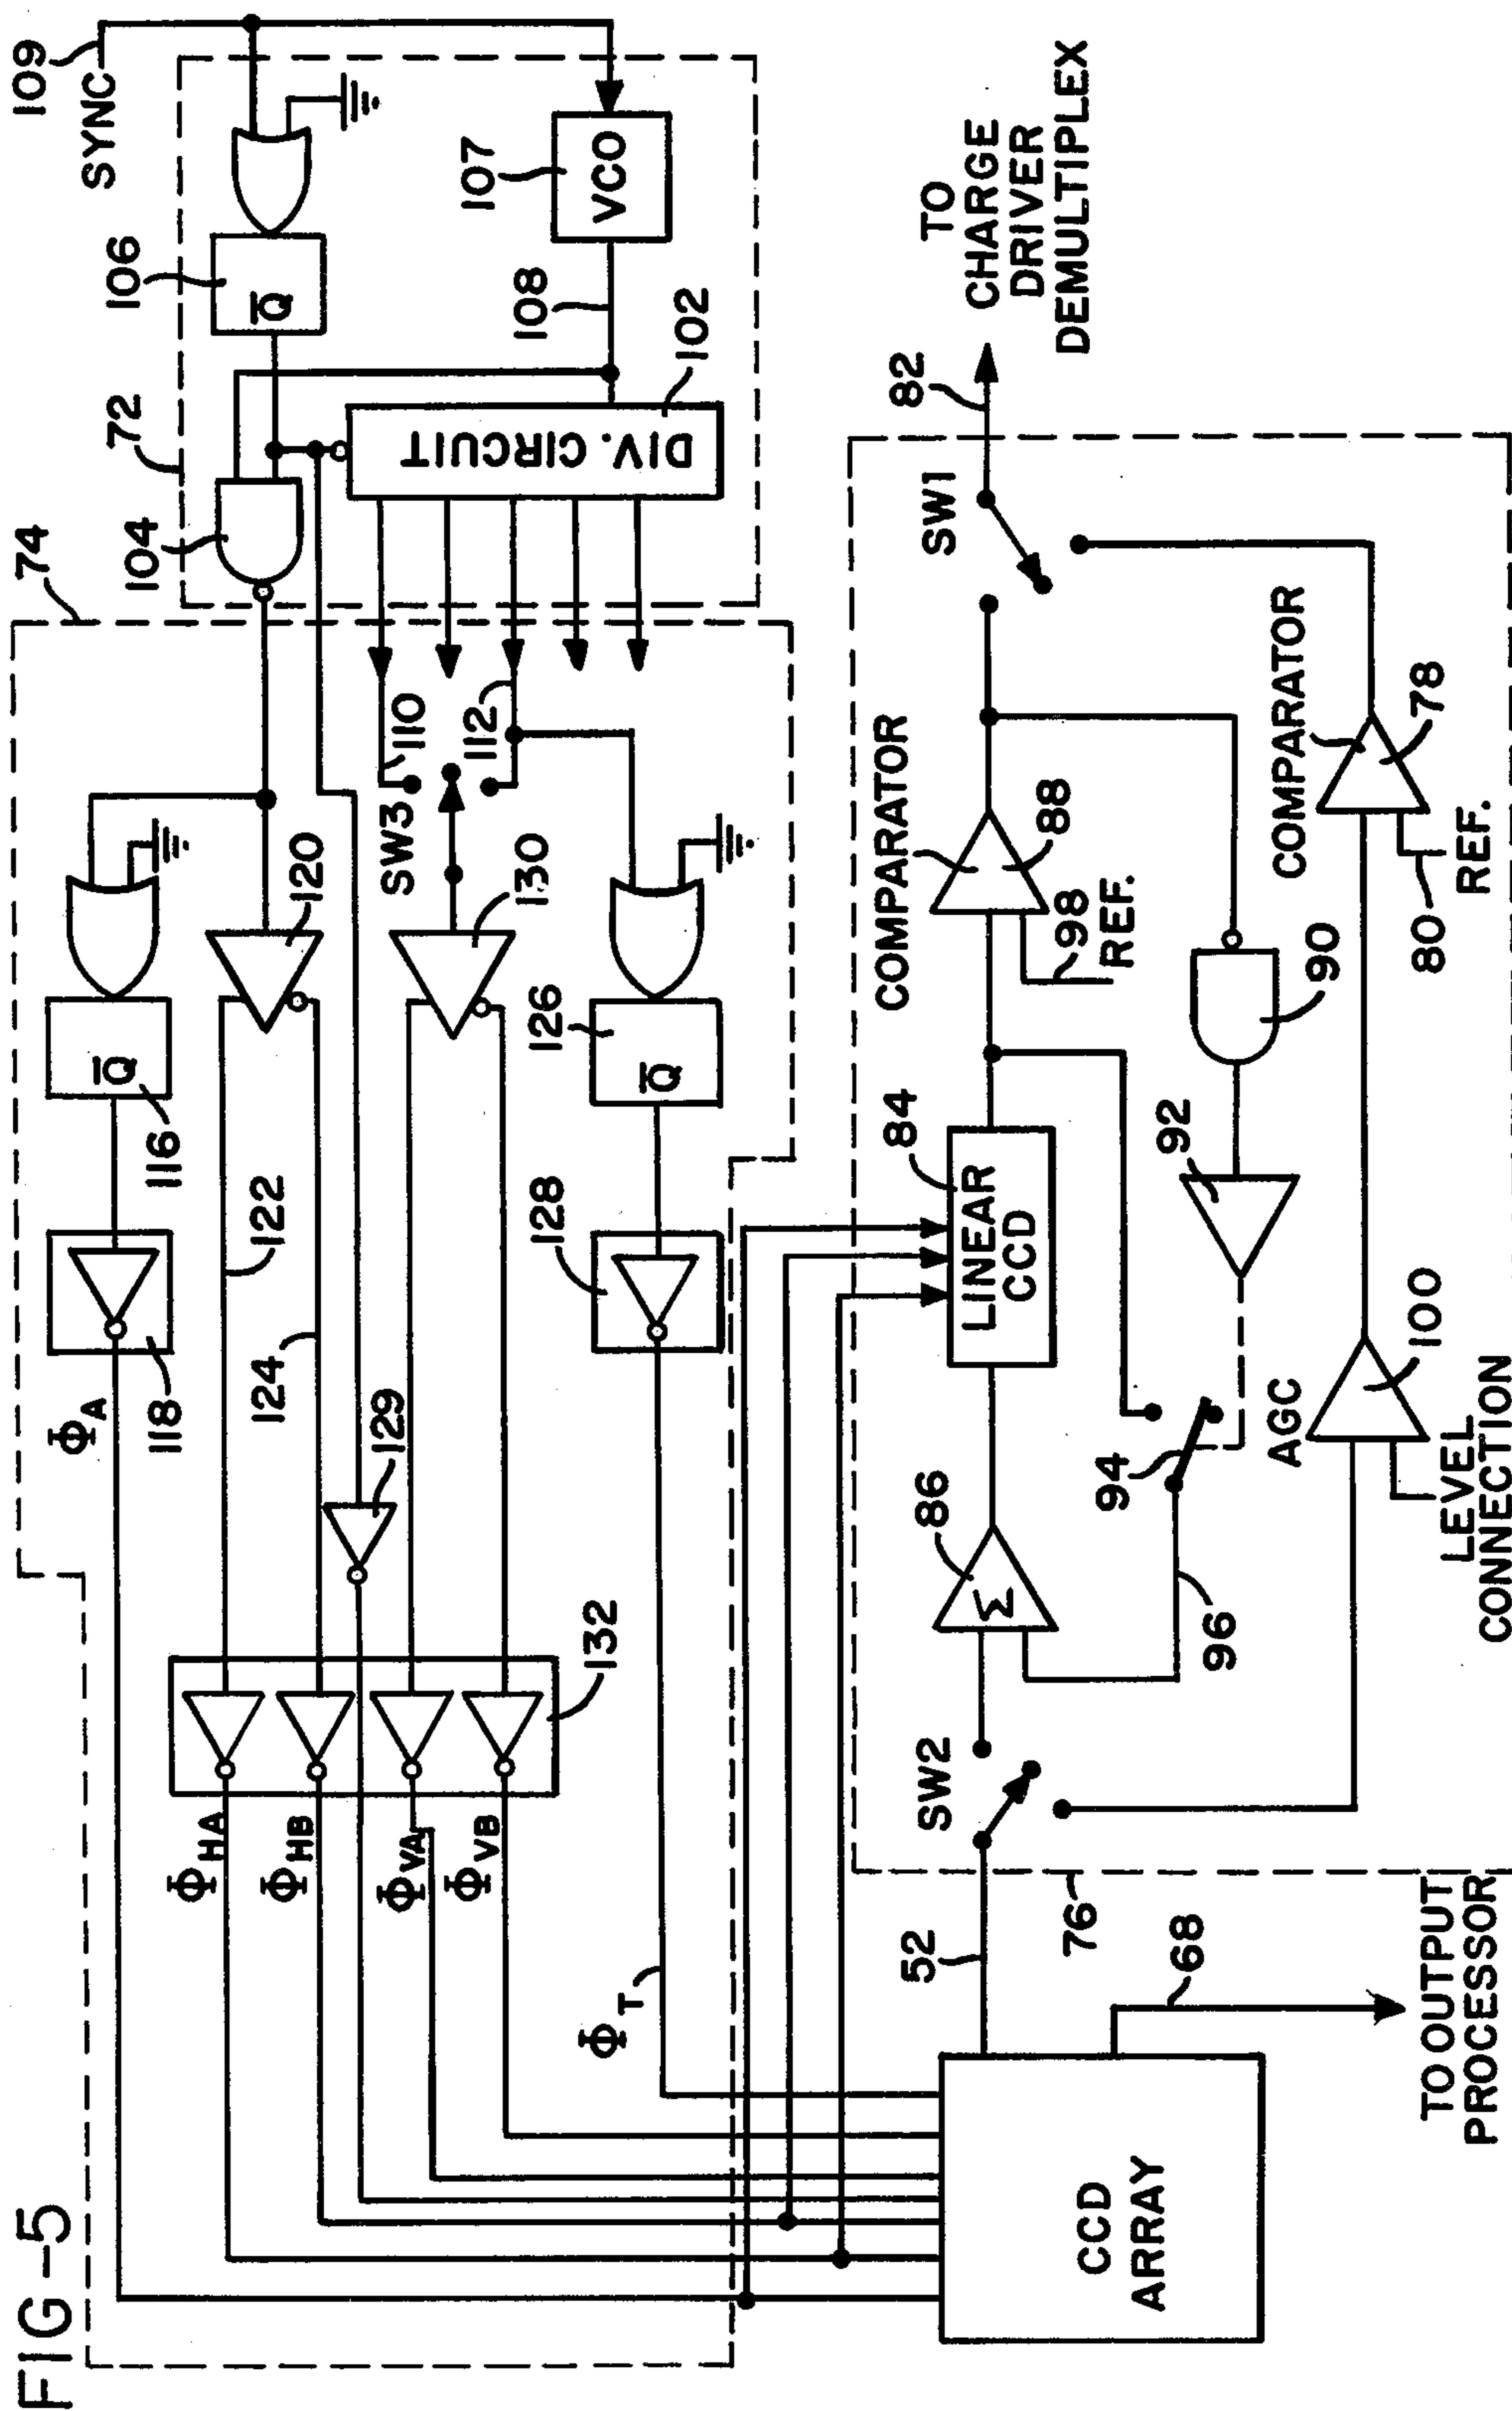 FIG-5
109
SYNC
74
72
104
106
Q
107
VCO
108
102
DIV. CIRCUIT
110
112
SW3
120
130
116
Q
126
Q
118
122
124
128
129
132
ΦA
ΦHA
ΦHB
ΦVA
ΦVB
ΦT
TO
CHARGE
DRIVER
DEMULTIPLEX
82
SW1
COMPARATOR
88
98
REF.
84
LINEAR
CCD
86
Σ
SW2
52
76
90
92
94
96
COMPARATOR
78
80
REF.
AGC
100
LEVEL
CONNECTION
CCD
ARRAY
68
TO OUTPUT
PROCESSOR